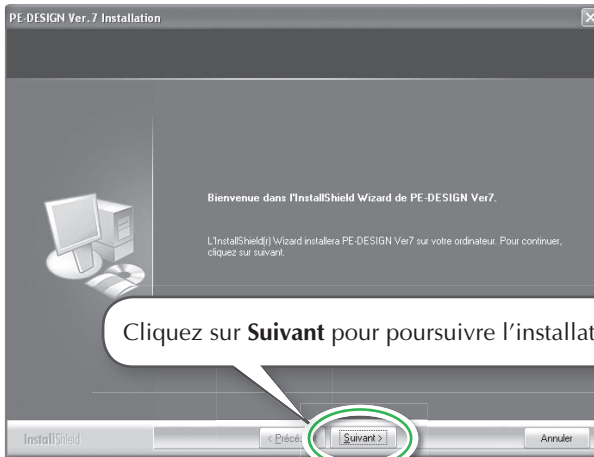 PE-DESIGN Ver. 7 Installation
Bienvenue dans l'InstallShield Wizard de PE-DESIGN Ver7.
L'InstallShield(r) Wizard installera PE-DESIGN Ver7 sur votre ordinateur. Pour continuer,
cliquez sur suivant.
Cliquez sur Suivant pour poursuivre l’installat
InstallShield
< Précé
Suivant >
Annuler